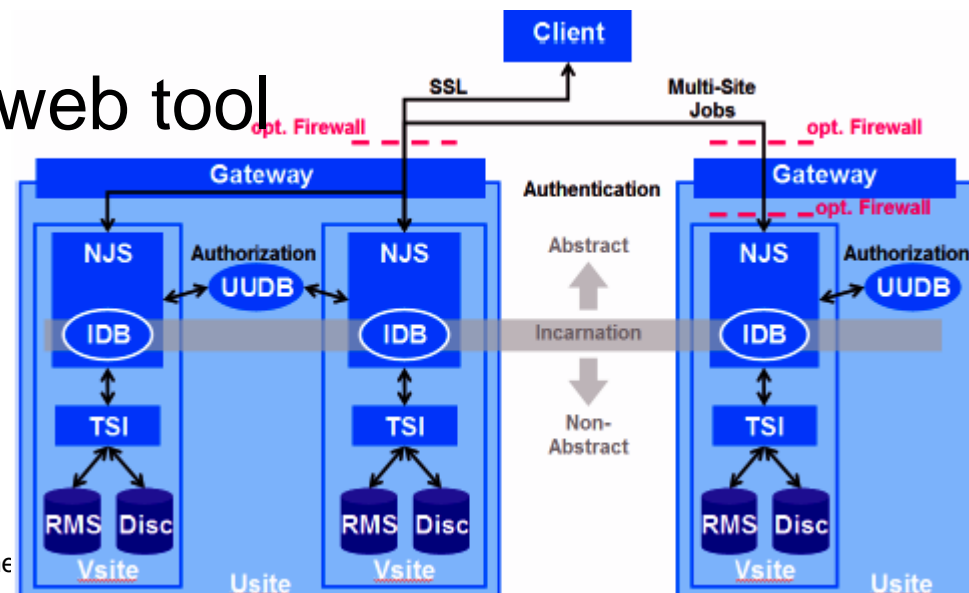 Client
SSL
Multi-Site
Jobs
web tool
opt. Firewall
opt. Firewall
Gateway
Authentication
Gateway
opt. Firewall
NJS
Authorization
NJS
Abstract
NJS
Authorization
UUDB
UUDB
IDB
IDB
Incarnation
IDB
TSI
TSI
Non-
Abstract
TSI
RMS
Disc
RMS
Disc
RMS
Disc
Vsite
Usite
Vsite
Vsite
Usite